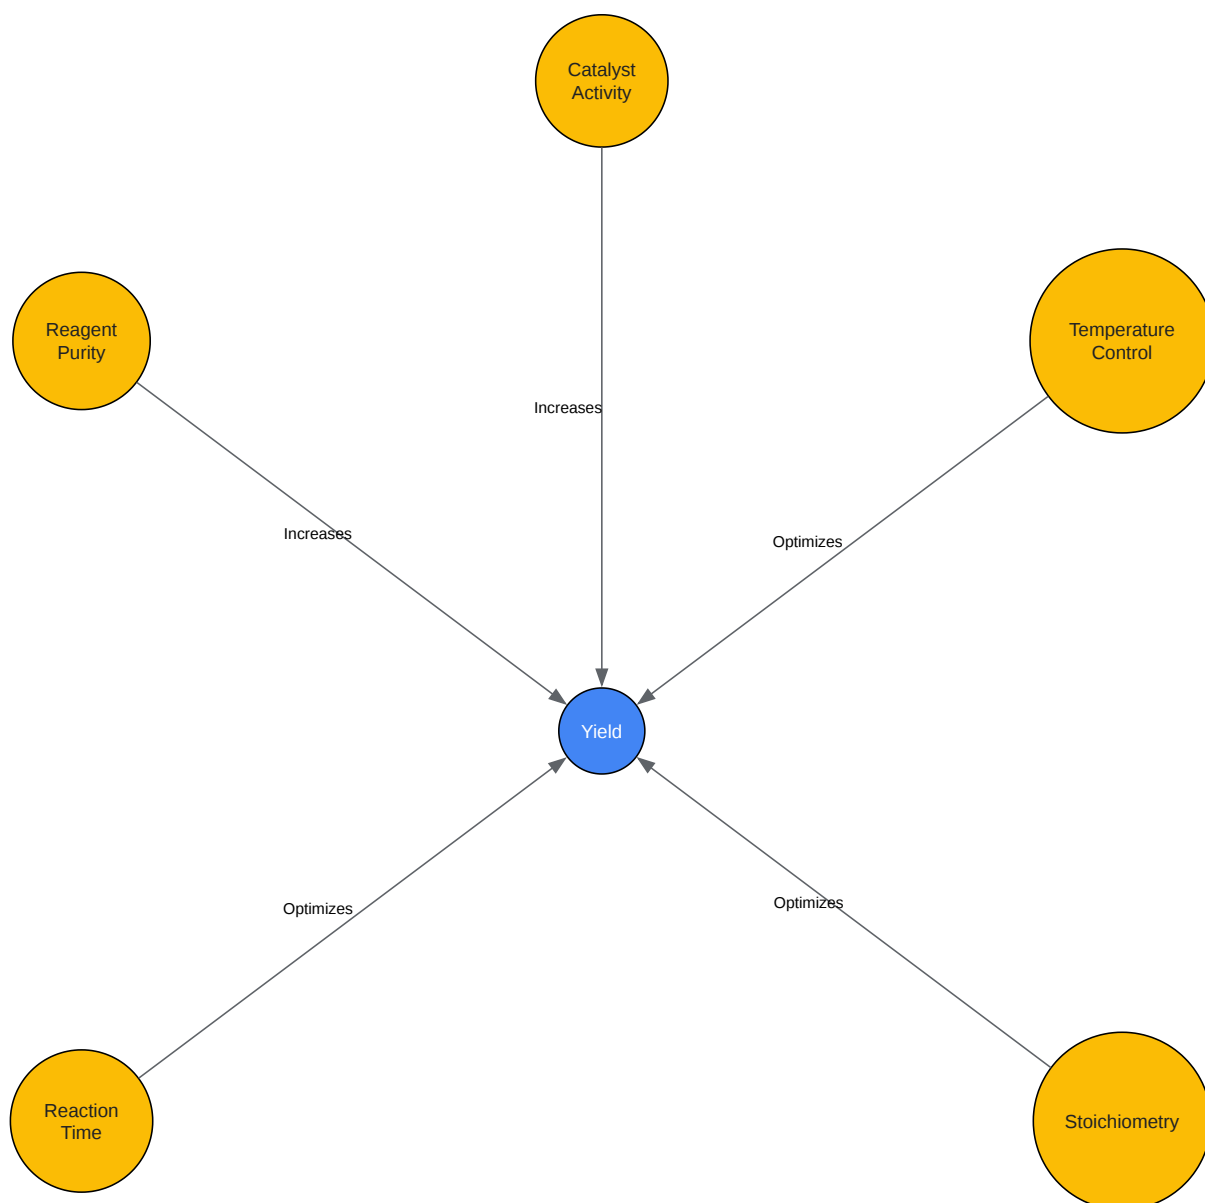 Catalyst
Activity
Reagent
Purity
Temperature
Control
Increases
Increases
Optimizes
Yield
Optimizes
Optimizes
Reaction
Time
Stoichiometry